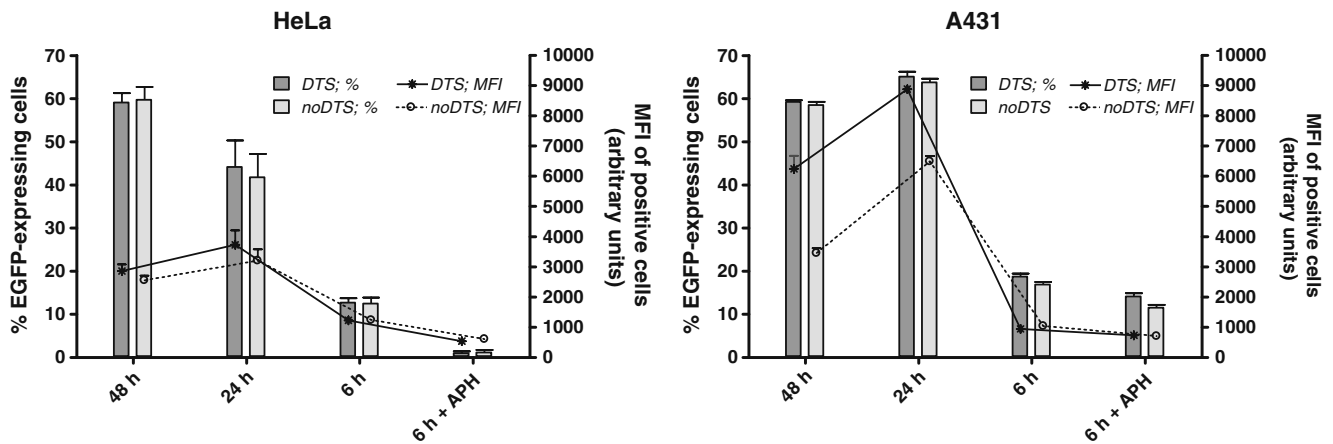 HeLa
% EGFP-expressing cells
70
60
50
40
30
20
10
0
DTS; %
noDTS; %
DTS; MFI
noDTS; MFI
10000
9000
8000
7000
6000
5000
4000
3000
2000
1000
0
MFI of positive cells
(arbitrary units)
48 h
24 h
6 h
6 h + APH
A431
% EGFP-expressing cells
70
60
50
40
30
20
10
0
DTS; %
noDTS
DTS; MFI
noDTS; MFI
10000
9000
8000
7000
6000
5000
4000
3000
2000
1000
0
MFI of positive cells
(arbitrary units)
48 h
24 h
6 h
6 h + APH